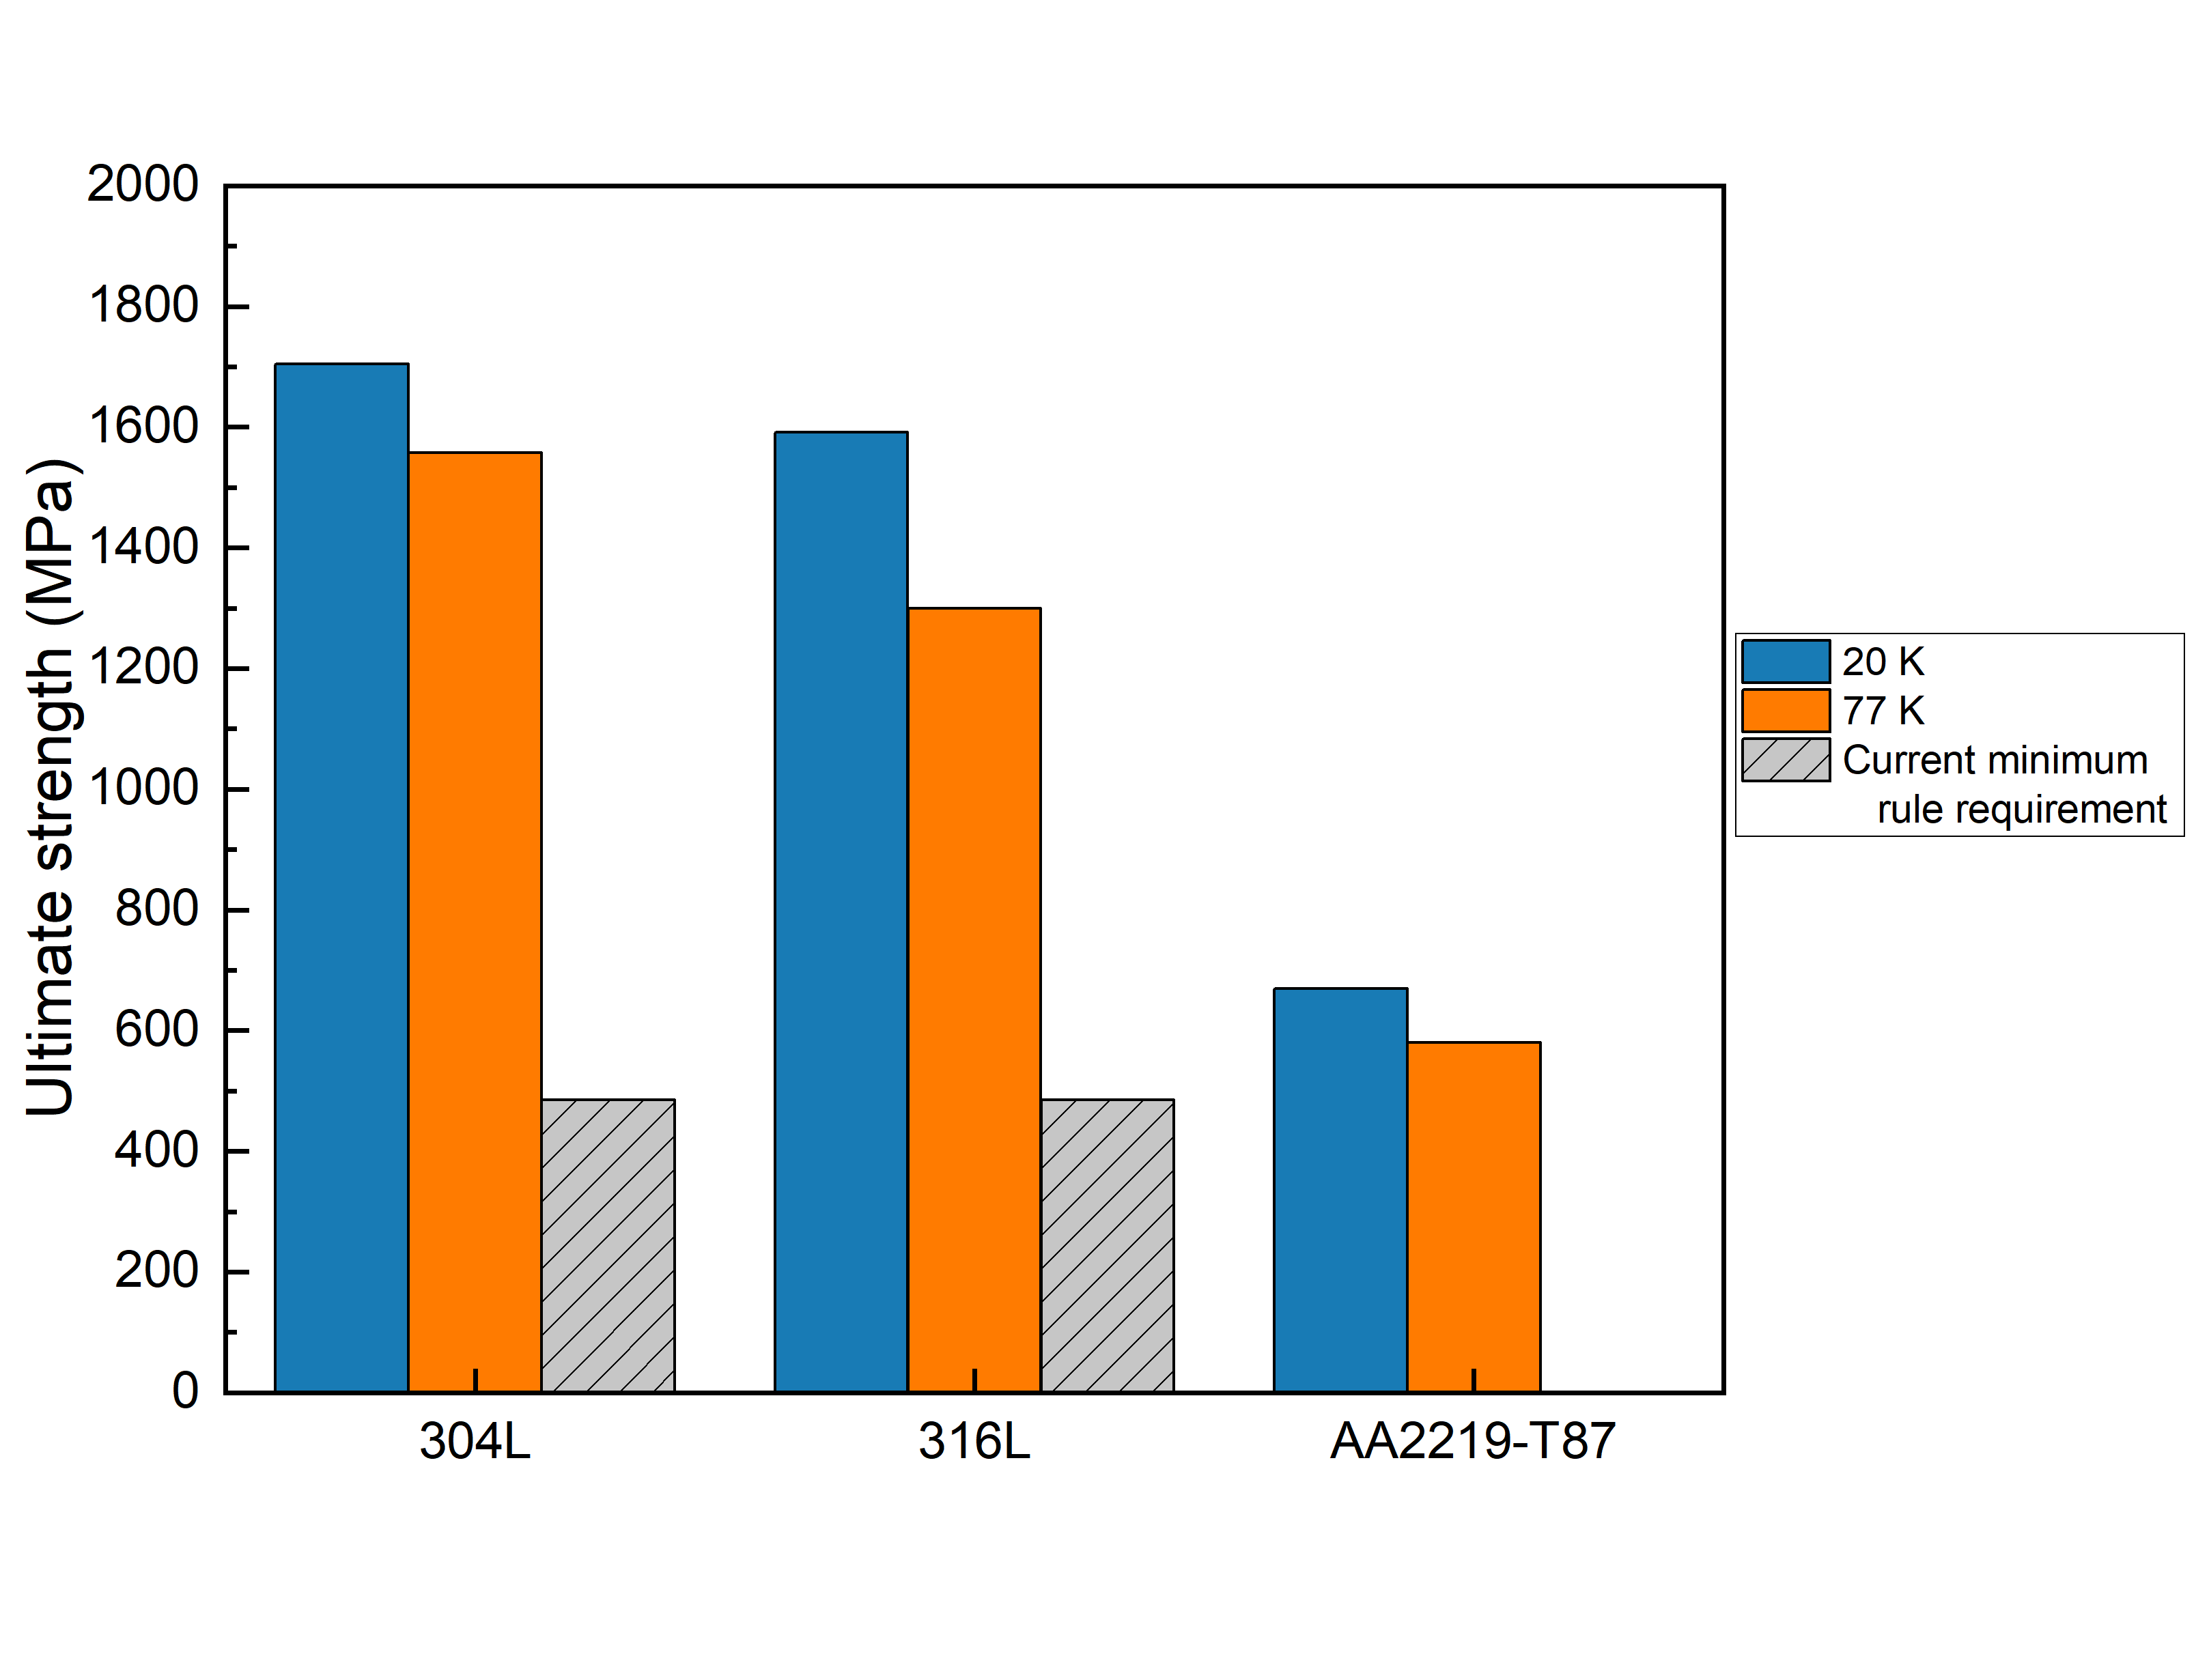 Ultimate strength (MPa)
2000
1800
1600
1400
1200
1000
800
600
400
200
0
304L
316L
AA2219-T87
20 K
77 K
Current minimum
rule requirement